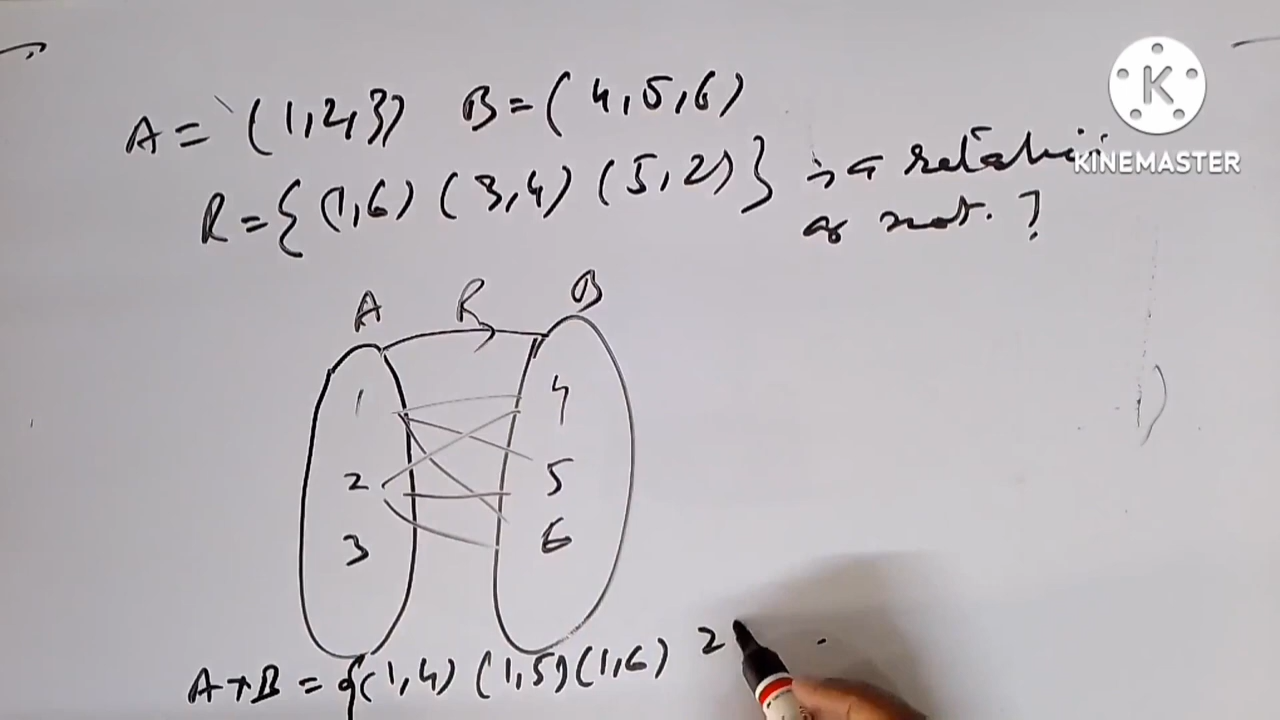 A = (1,2,3) B = (4,5,6)
R = { (1,6) (3,4) (5,2) } is a relation
or not. ?
A R B
1 4
2 5
3 6
A×B = {(1,4) (1,5) (1,6) 2
K
KINEMASTER